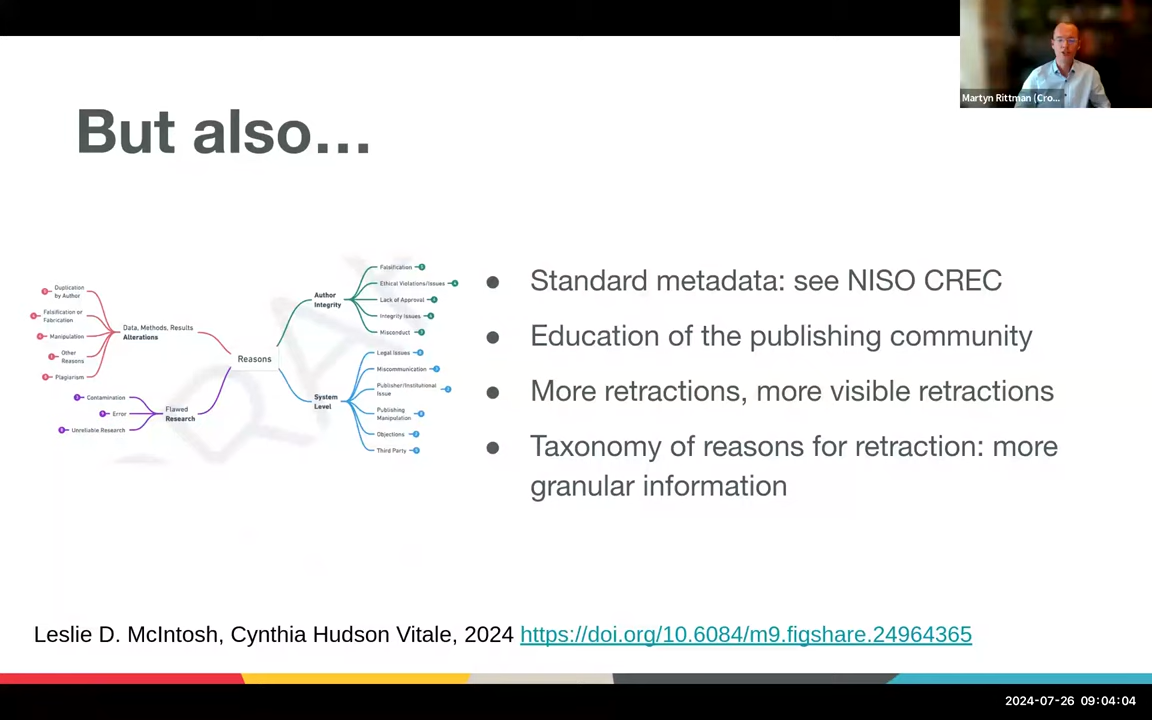 Martyn Rittman (Cro...
But also...
Duplication
by Author
Falsification or
Fabrication
Manipulation
Other
Reasons
Plagiarism
Data, Methods, Results
Alterations
Contamination
Error
Unreliable Research
Flawed
Research
Reasons
Author
Integrity
Falsification
Ethical Violations/Issues
Lack of Approval
Integrity Issues
Misconduct
System
Level
Legal Issues
Miscommunication
Publisher/Institutional
Issue
Publishing
Manipulation
Objections
Third Party
● Standard metadata: see NISO CREC
● Education of the publishing community
● More retractions, more visible retractions
● Taxonomy of reasons for retraction: more
granular information
Leslie D. McIntosh, Cynthia Hudson Vitale, 2024 https://doi.org/10.6084/m9.figshare.24964365
2024-07-26 09:04:04